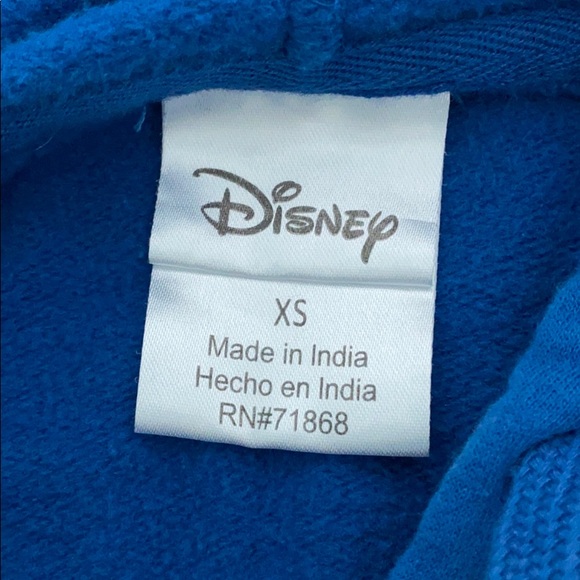 Disney
XS
Made in India
Hecho en India
RN#71868